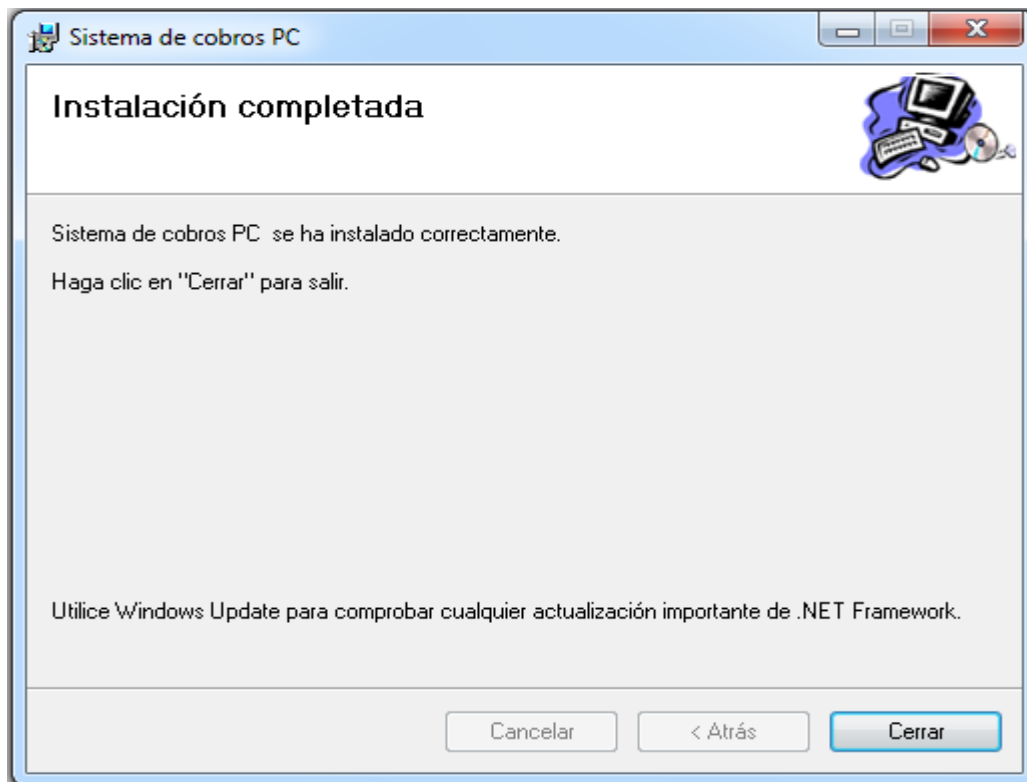 Sistema de cobros PC
Instalación completada
Sistema de cobros PC  se ha instalado correctamente.
Haga clic en "Cerrar" para salir.
Utilice Windows Update para comprobar cualquier actualización importante de .NET Framework.
Cancelar
< Atrás
Cerrar